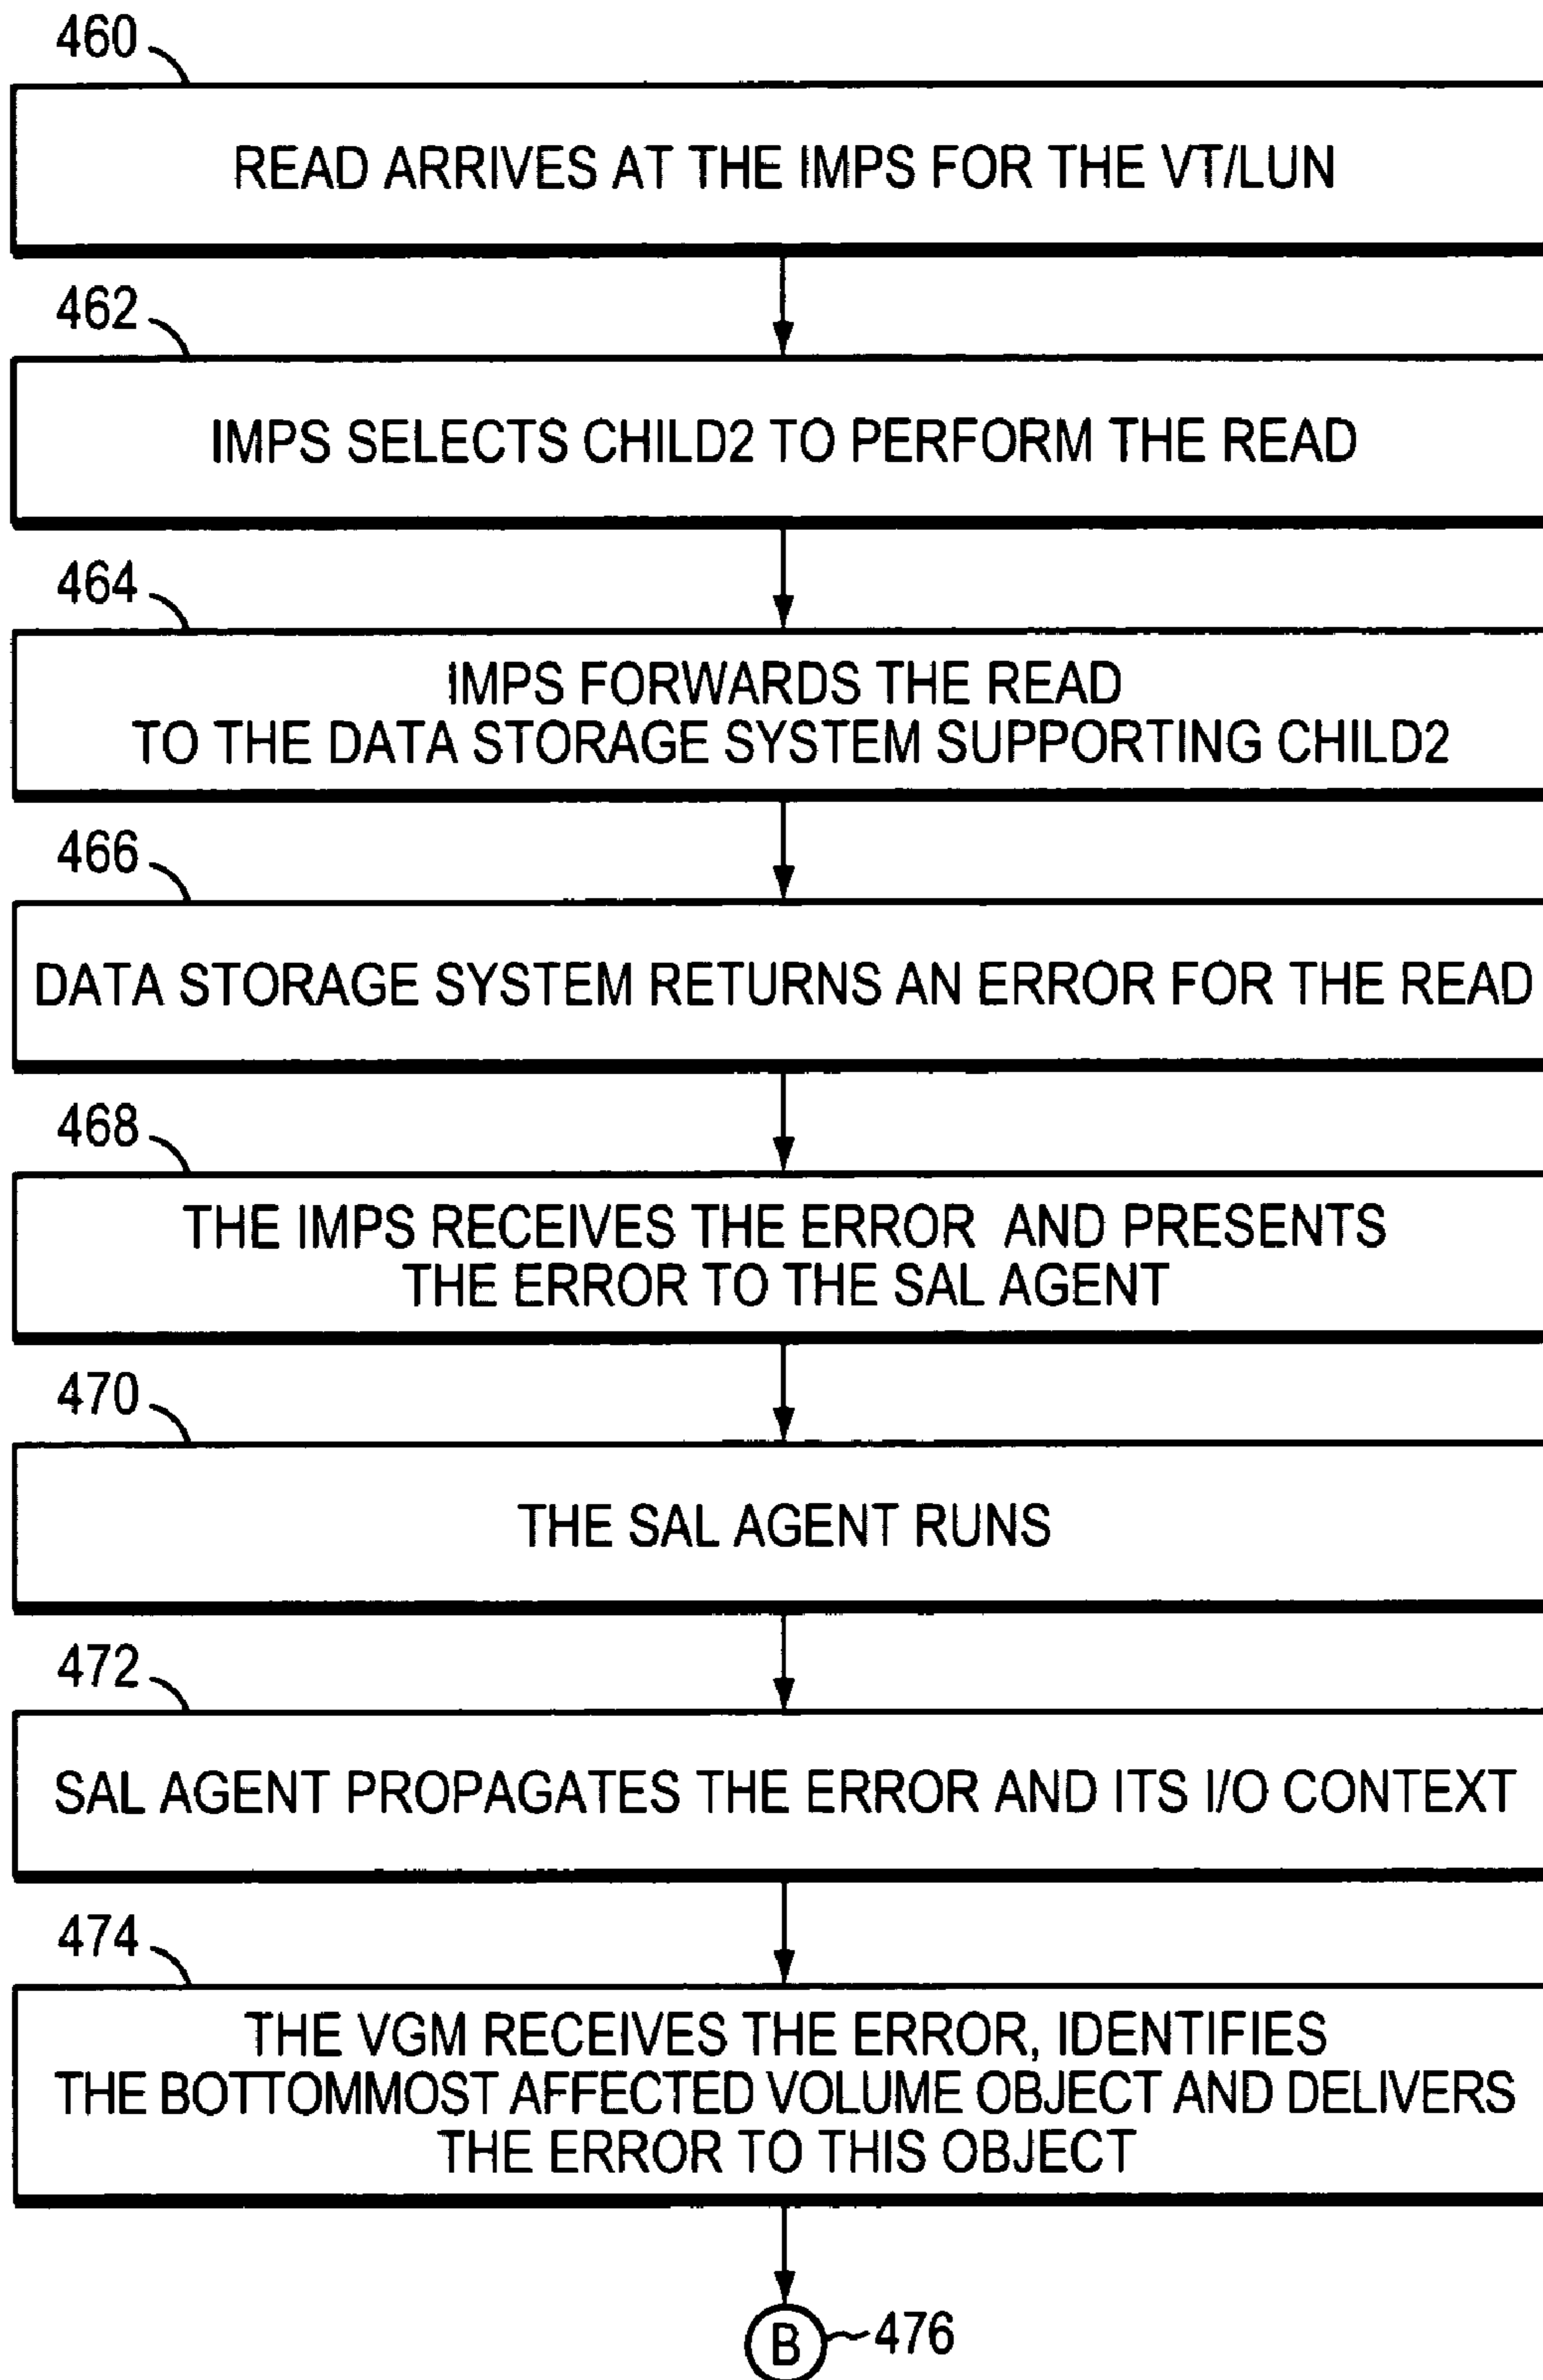 460
READ ARRIVES AT THE IMPS FOR THE VT/LUN
462
IMPS SELECTS CHILD2 TO PERFORM THE READ
464
IMPS FORWARDS THE READ
TO THE DATA STORAGE SYSTEM SUPPORTING CHILD2
466
DATA STORAGE SYSTEM RETURNS AN ERROR FOR THE READ
468
THE IMPS RECEIVES THE ERROR AND PRESENTS
THE ERROR TO THE SAL AGENT
470
THE SAL AGENT RUNS
472
SAL AGENT PROPAGATES THE ERROR AND ITS I/O CONTEXT
474
THE VGM RECEIVES THE ERROR, IDENTIFIES
THE BOTTOMMOST AFFECTED VOLUME OBJECT AND DELIVERS
THE ERROR TO THIS OBJECT
B 476